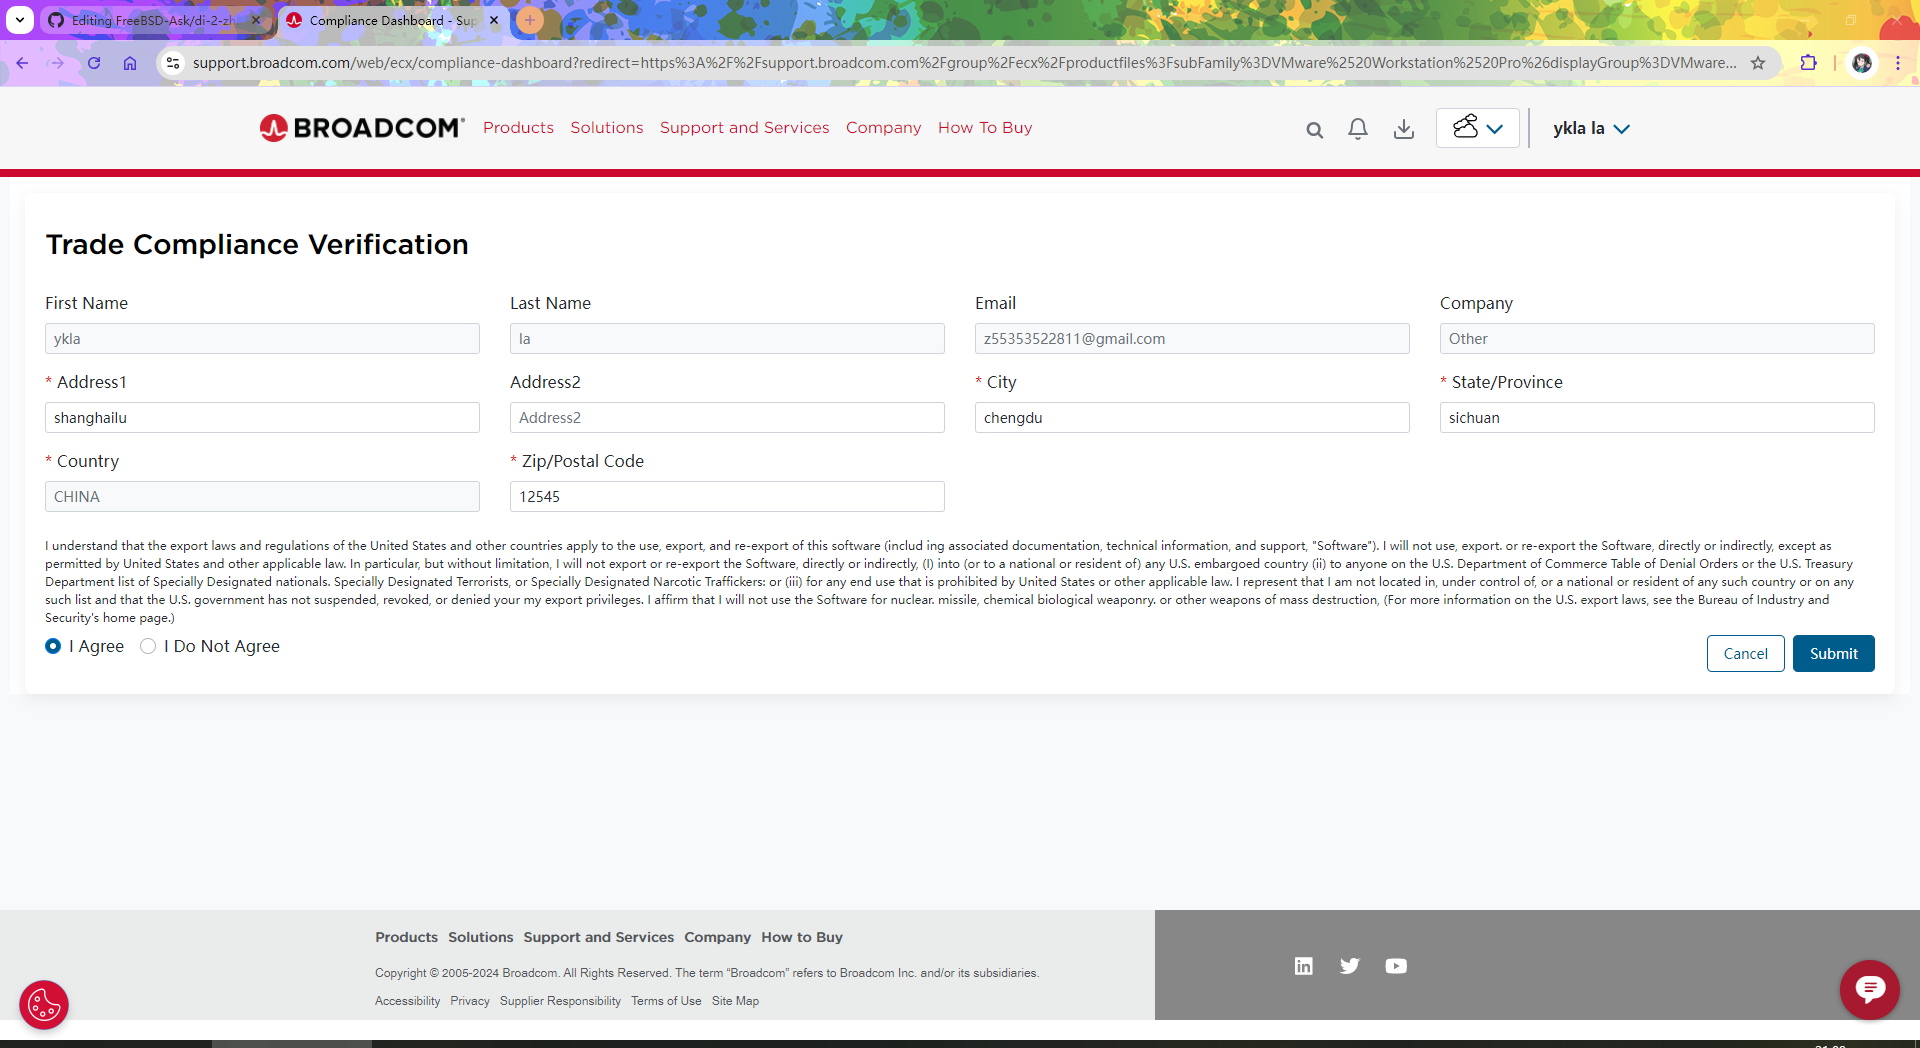 Editing FreeBSD-Ask/di-2-zh
Compliance Dashboard - Sup
support.broadcom.com/web/ecx/compliance-dashboard?redirect=https%3A%2F%2Fsupport.broadcom.com%2Fgroup%2Fecx%2Fproductfiles%3FsubFamily%3DVMware%2520Workstation%2520Pro%26displayGroup%3DVMware...
BROADCOM® Products Solutions Support and Services Company How To Buy ykla la
Trade Compliance Verification
First Name Last Name Email Company
ykla la z55353522811@gmail.com Other
* Address1 Address2 * City * State/Province
shanghailu Address2 chengdu sichuan
* Country * Zip/Postal Code
CHINA 12545
I understand that the export laws and regulations of the United States and other countries apply to the use, export, and re-export of this software (includ ing associated documentation, technical information, and support, "Software"). I will not use, export. or re-export the Software, directly or indirectly, except as
permitted by United States and other applicable law. In particular, but without limitation, I will not export or re-export the Software, directly or indirectly, (I) into (or to a national or resident of) any U.S. embargoed country (ii) to anyone on the U.S. Department of Commerce Table of Denial Orders or the U.S. Treasury
Department list of Specially Designated nationals. Specially Designated Terrorists, or Specially Designated Narcotic Traffickers: or (iii) for any end use that is prohibited by United States or other applicable law. I represent that I am not located in, under control of, or a national or resident of any such country or on any
such list and that the U.S. government has not suspended, revoked, or denied your my export privileges. I affirm that I will not use the Software for nuclear. missile, chemical biological weaponry. or other weapons of mass destruction, (For more information on the U.S. export laws, see the Bureau of Industry and
Security's home page.)
I Agree I Do Not Agree
Cancel Submit
Products Solutions Support and Services Company How to Buy
Copyright © 2005-2024 Broadcom. All Rights Reserved. The term “Broadcom” refers to Broadcom Inc. and/or its subsidiaries.
Accessibility Privacy Supplier Responsibility Terms of Use Site Map